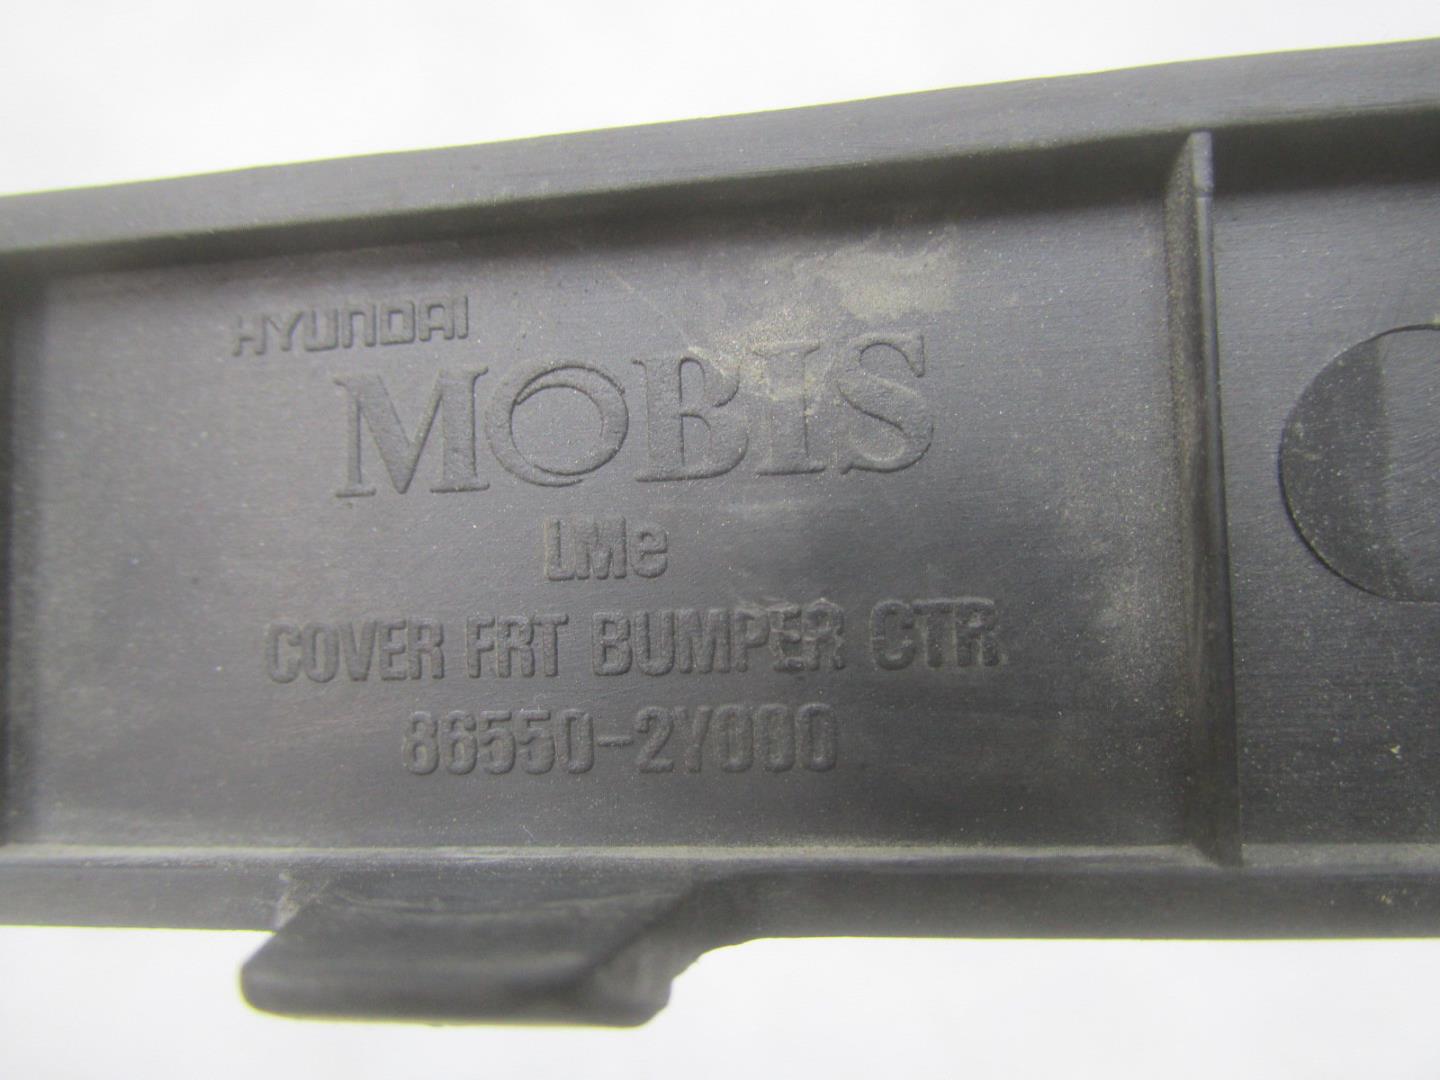 HYUNDAI
MOBIS
LMe
COVER FRT BUMPER CTR.
86550-2Y000